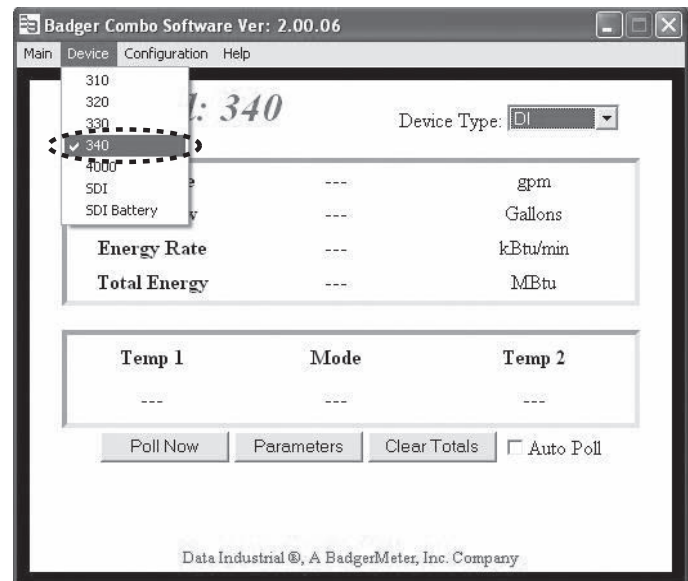 Badger Combo Software Ver: 2.00.06
Main Device Configuration Help
310
320
330
340
4000
SDI
SDI Battery
340
Device Type: DI
--- gpm
--- Gallons
Energy Rate --- kBtu/min
Total Energy --- MBtu
Temp 1 Mode Temp 2
--- --- ---
Poll Now Parameters Clear Totals Auto Poll
Data Industrial ®, A BadgerMeter, Inc. Company